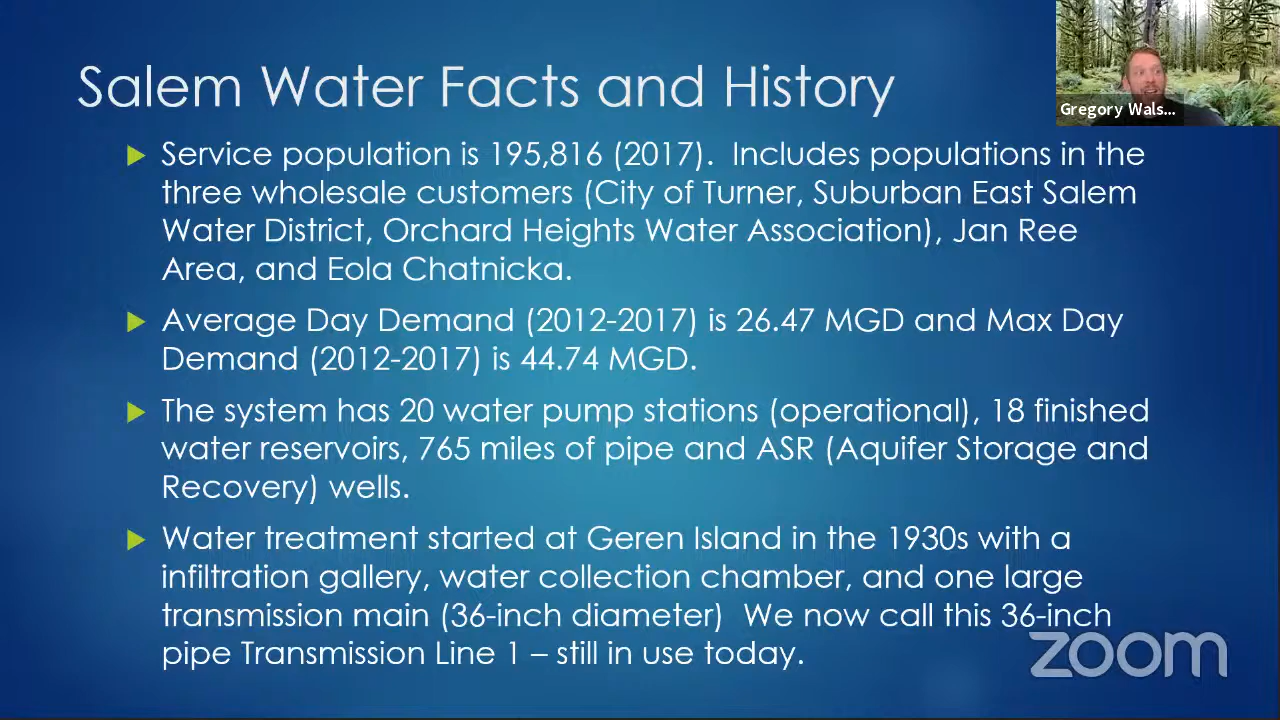 Salem Water Facts and History
Gregory Wals...
Service population is 195,816 (2017).  Includes populations in the
three wholesale customers (City of Turner, Suburban East Salem
Water District, Orchard Heights Water Association), Jan Ree
Area, and Eola Chatnicka.
Average Day Demand (2012-2017) is 26.47 MGD and Max Day
Demand (2012-2017) is 44.74 MGD.
The system has 20 water pump stations (operational), 18 finished
water reservoirs, 765 miles of pipe and ASR (Aquifer Storage and
Recovery) wells.
Water treatment started at Geren Island in the 1930s with a
infiltration gallery, water collection chamber, and one large
transmission main (36-inch diameter)  We now call this 36-inch
pipe Transmission Line 1 – still in use today.
zoom